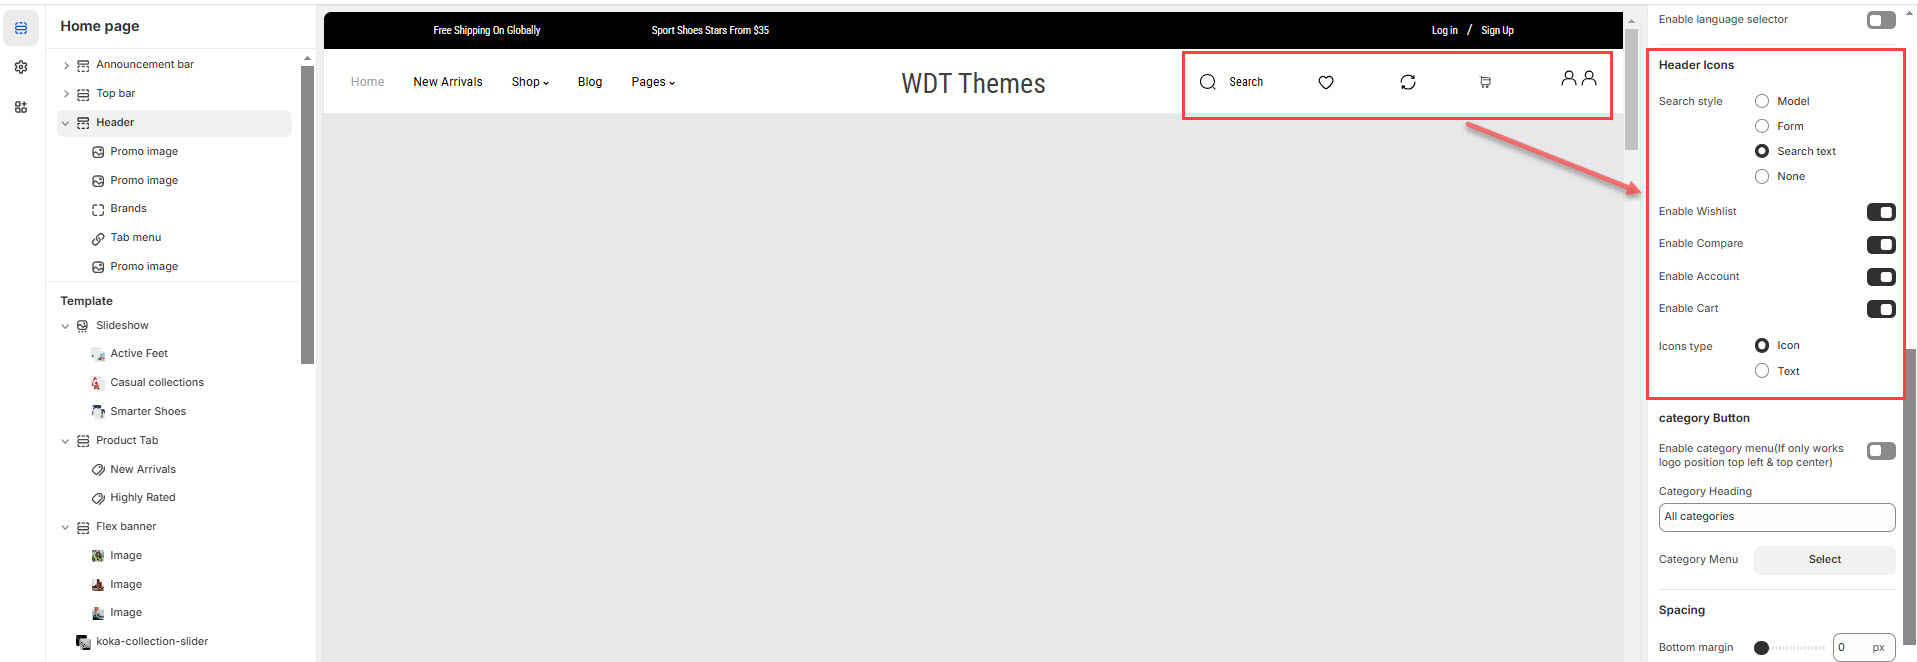 Home page
Announcement bar
Top bar
Header
Promo image
Promo image
Brands
Tab menu
Promo image
Template
Slideshow
Active Feet
Casual collections
Smarter Shoes
Product Tab
New Arrivals
Highly Rated
Flex banner
Image
Image
Image
koka-collection-slider
Free Shipping On Globally
Sport Shoes Stars From $35
Log in / Sign Up
Home New Arrivals Shop Blog Pages
WDT Themes
Search
Enable language selector
Header Icons
Search style
Model
Form
Search text
None
Enable Wishlist
Enable Compare
Enable Account
Enable Cart
Icons type
Icon
Text
category Button
Enable category menu(If only works
logo position top left & top center)
Category Heading
All categories
Category Menu Select
Spacing
Bottom margin 0 px